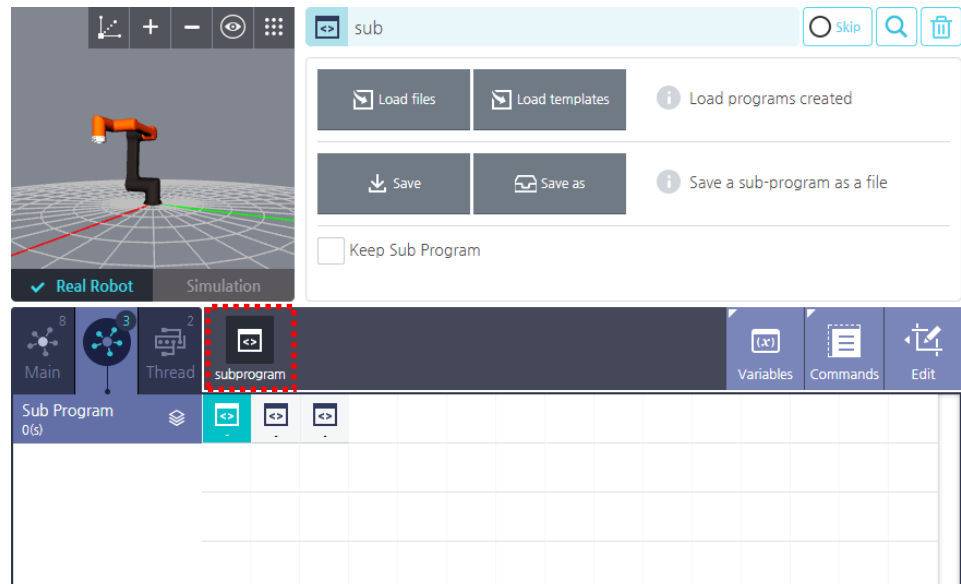 sub
Skip
Load files
Load templates
Load programs created
Save
Save as
Save a sub-program as a file
Keep Sub Program
Real Robot
Simulation
8
3
2
Main
Thread
subprogram
(x)
Variables
Commands
Edit
Sub Program
0(s)
-
-
-